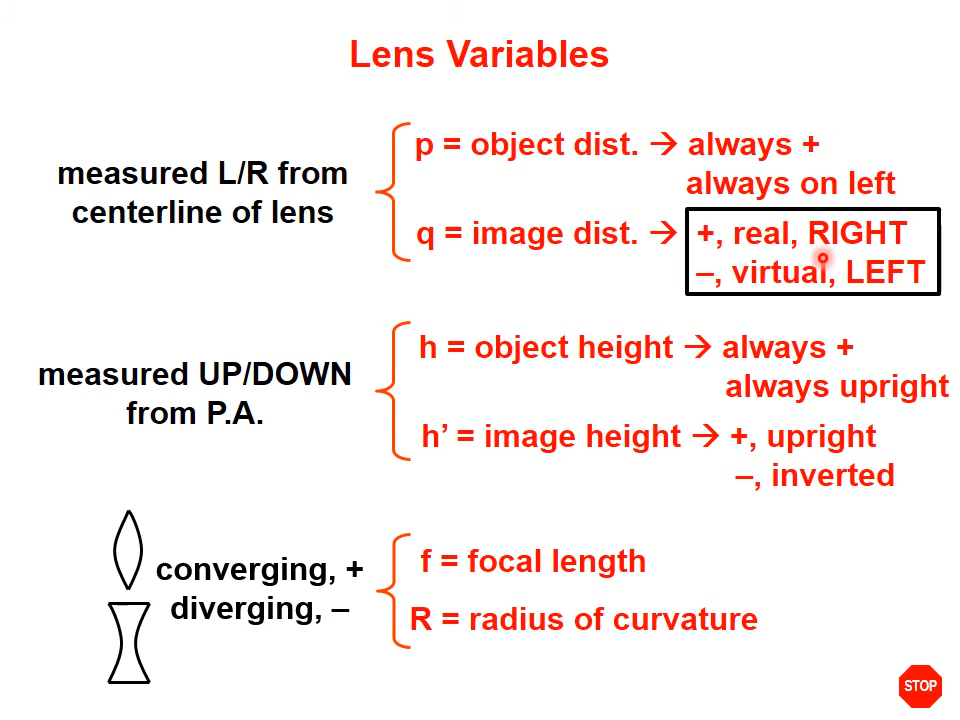 Lens Variables
measured L/R from
centerline of lens
p = object dist. → always +
always on left
q = image dist. → +, real, RIGHT
–, virtual, LEFT
measured UP/DOWN
from P.A.
h = object height → always +
always upright
h’ = image height → +, upright
–, inverted
converging, +
diverging, –
f = focal length
R = radius of curvature
STOP